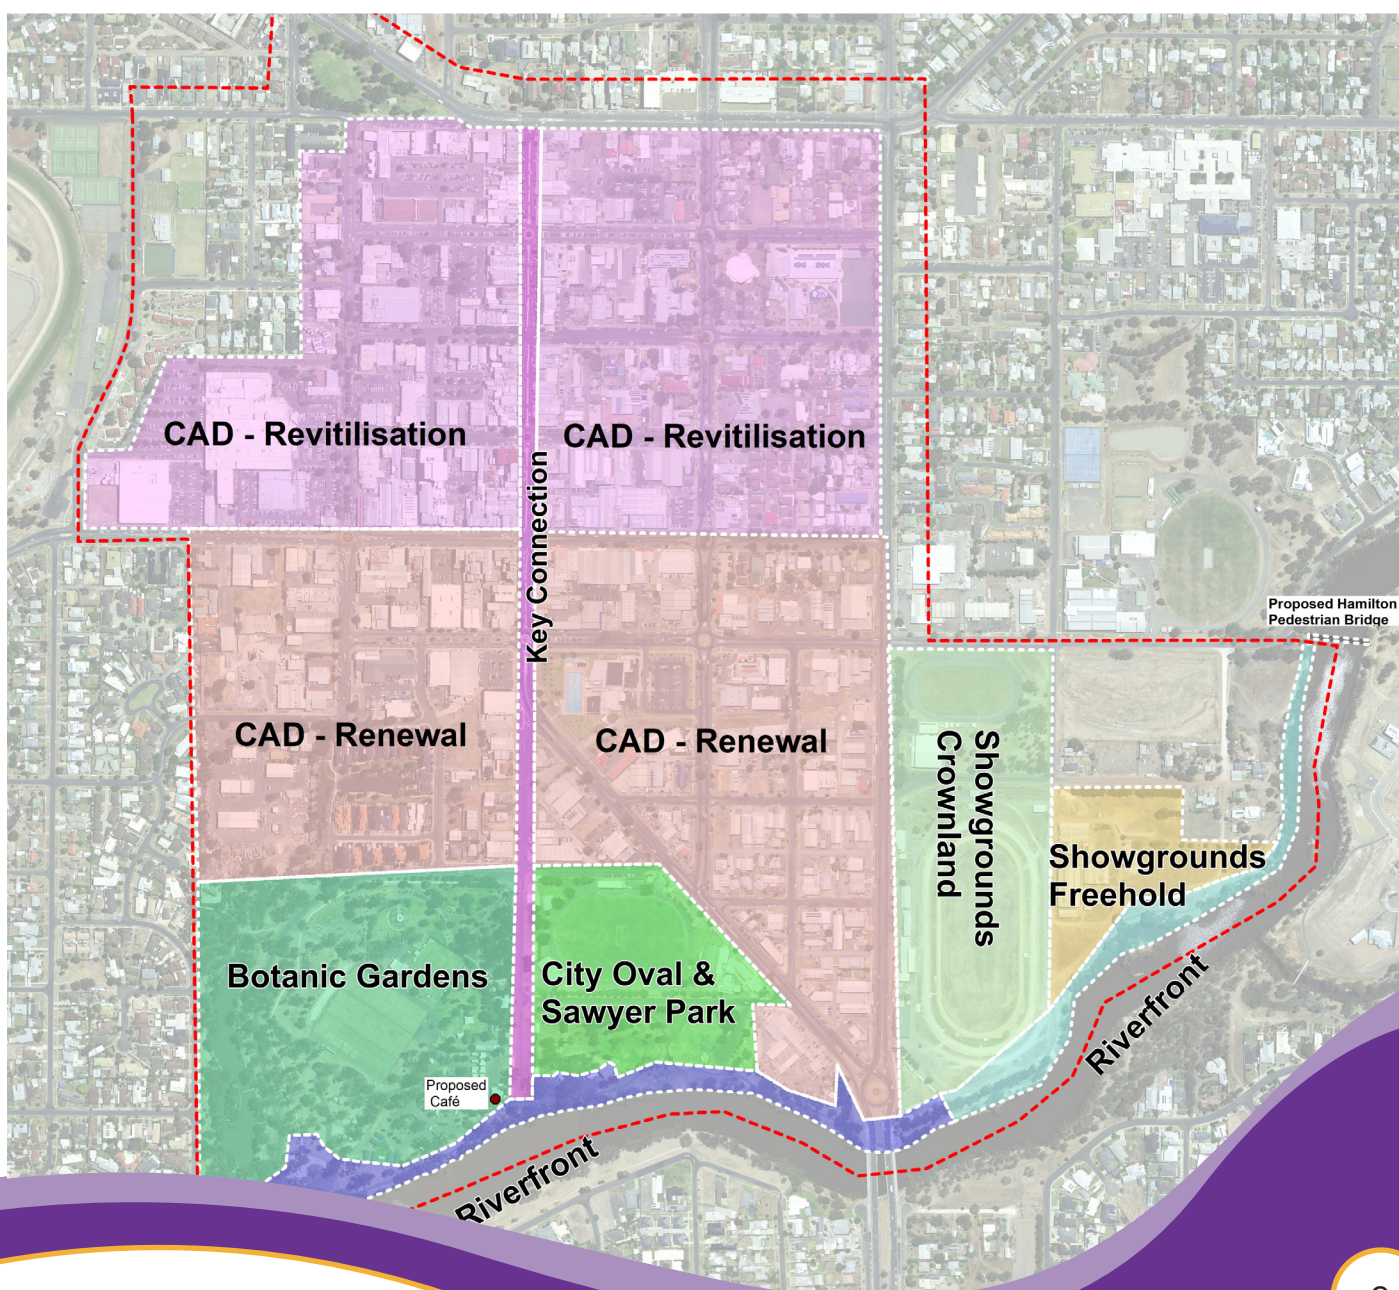 CAD - Revitilisation
CAD - Revitilisation
Key Connection
Proposed Hamilton
Pedestrian Bridge
CAD - Renewal
CAD - Renewal
Showgrounds
Crownland
Showgrounds
Freehold
Botanic Gardens
City Oval &
Sawyer Park
Proposed
Café
Riverfront
Riverfront